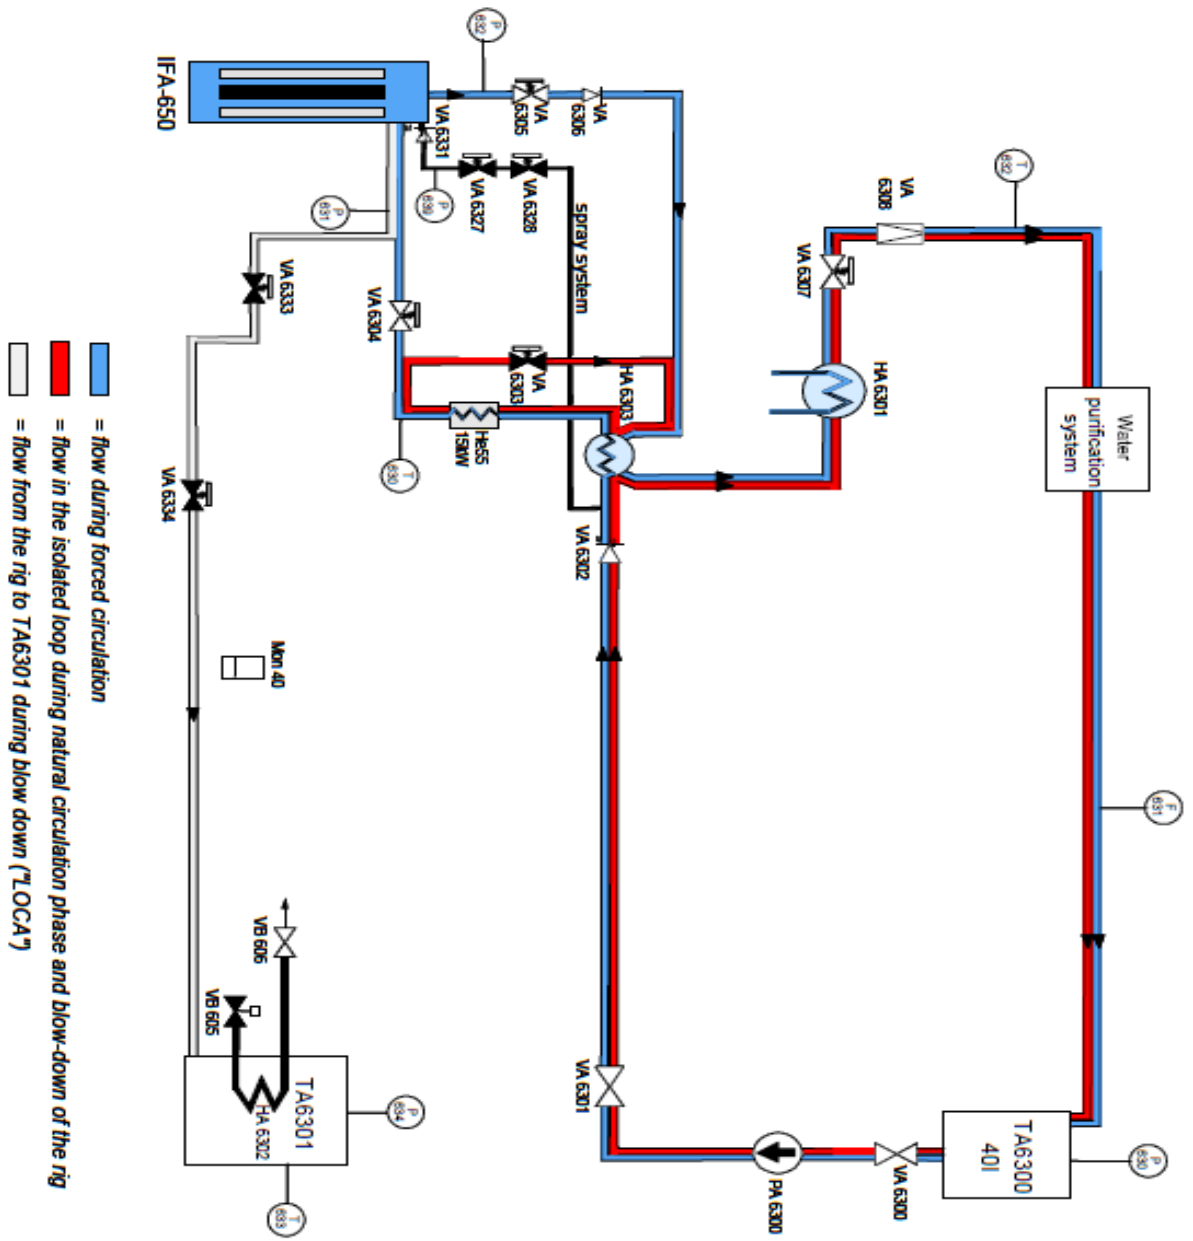 IFA-650
P
632
VA
6305
VA
6306
VA 6331
P
639
VA 6327
VA 6328
spray system
P
631
VA 6333
VA 6304
VA
6303
HA 6303
He55
15kW
T
630
VA 6334
VA 6302
T
632
VA
6308
VA 6307
HA 6301
Water
purification
system
F
631
Mon 40
VB 606
VB 605
TA6301
HA 6302
P
634
T
633
VA 6301
PA 6300
VA 6300
TA6300
40l
P
630
= flow during forced circulation
= flow in the isolated loop during natural circulation phase and blow-down of the rig
= flow from the rig to TA6301 during blow down ("LOCA")